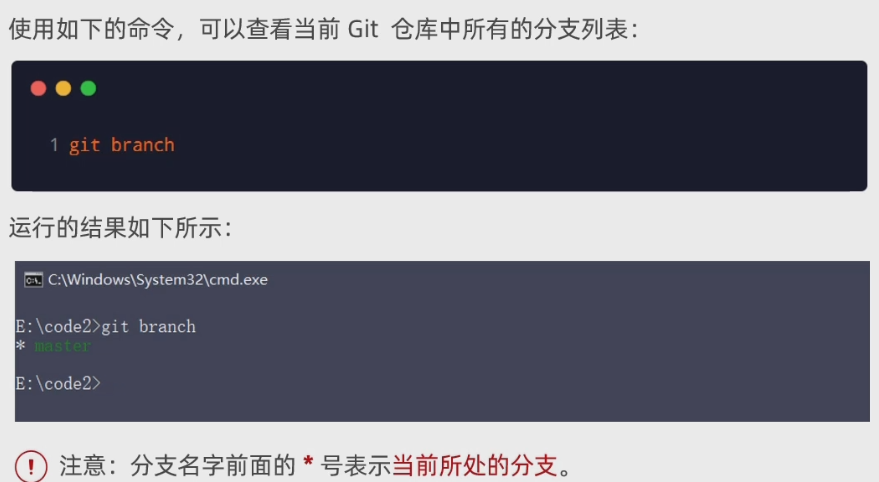 使用如下的命令，可以查看当前 Git 仓库中所有的分支列表：
1 git branch
运行的结果如下所示：
C:\Windows\System32\cmd.exe
E:\code2>git branch
* master
E:\code2>
! 注意：分支名字前面的 * 号表示当前所处的分支。